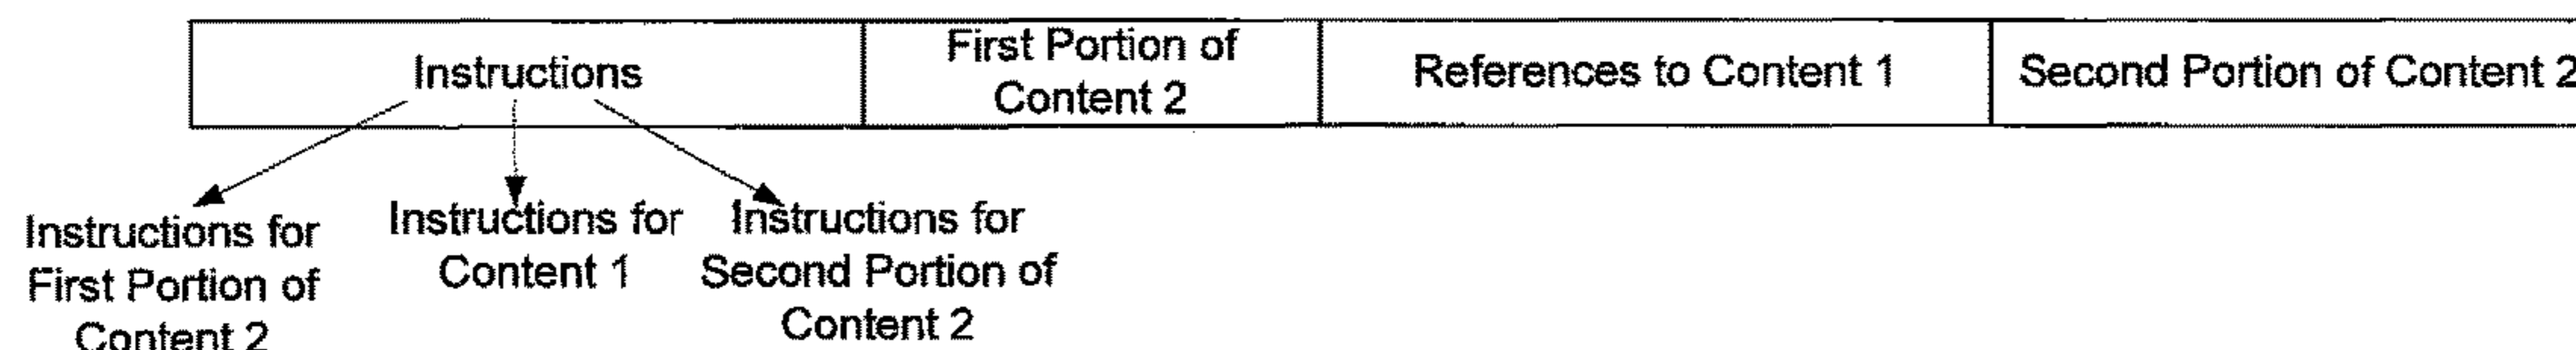 Instructions
First Portion of
Content 2
References to Content 1
Second Portion of Content 2
Instructions for
First Portion of
Content 2
Instructions for
Content 1
Instructions for
Second Portion of
Content 2